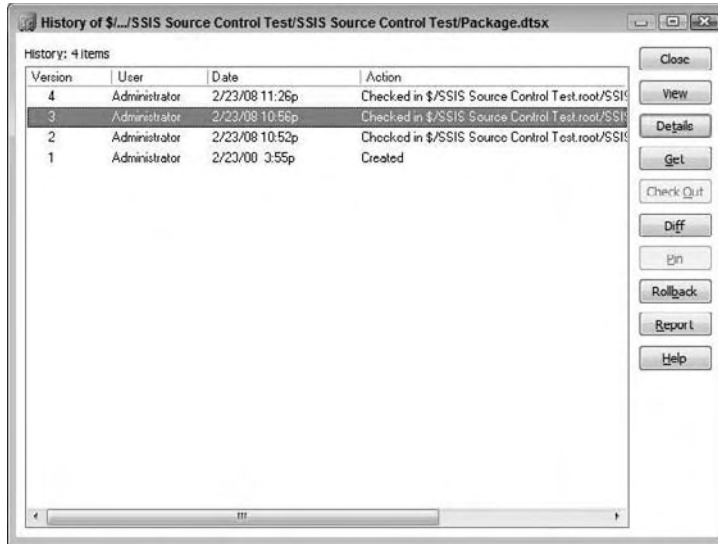 History of $/.../SSIS Source Control Test/SSIS Source Control Test/Package.dtsx
History: 4 items
Version User Date Action
4 Administrator 2/23/08 11:26p Checked in $/SSIS Source Control Test.root/SSIS
3 Administrator 2/23/08 10:56p Checked in $/SSIS Source Control Test.root/SSIS
2 Administrator 2/23/08 10:52p Checked in $/SSIS Source Control Test.root/SSIS
1 Administrator 2/23/08 3:55p Created
Close
View
Details
Get
Check Out
Diff
Pin
Rollback
Report
Help